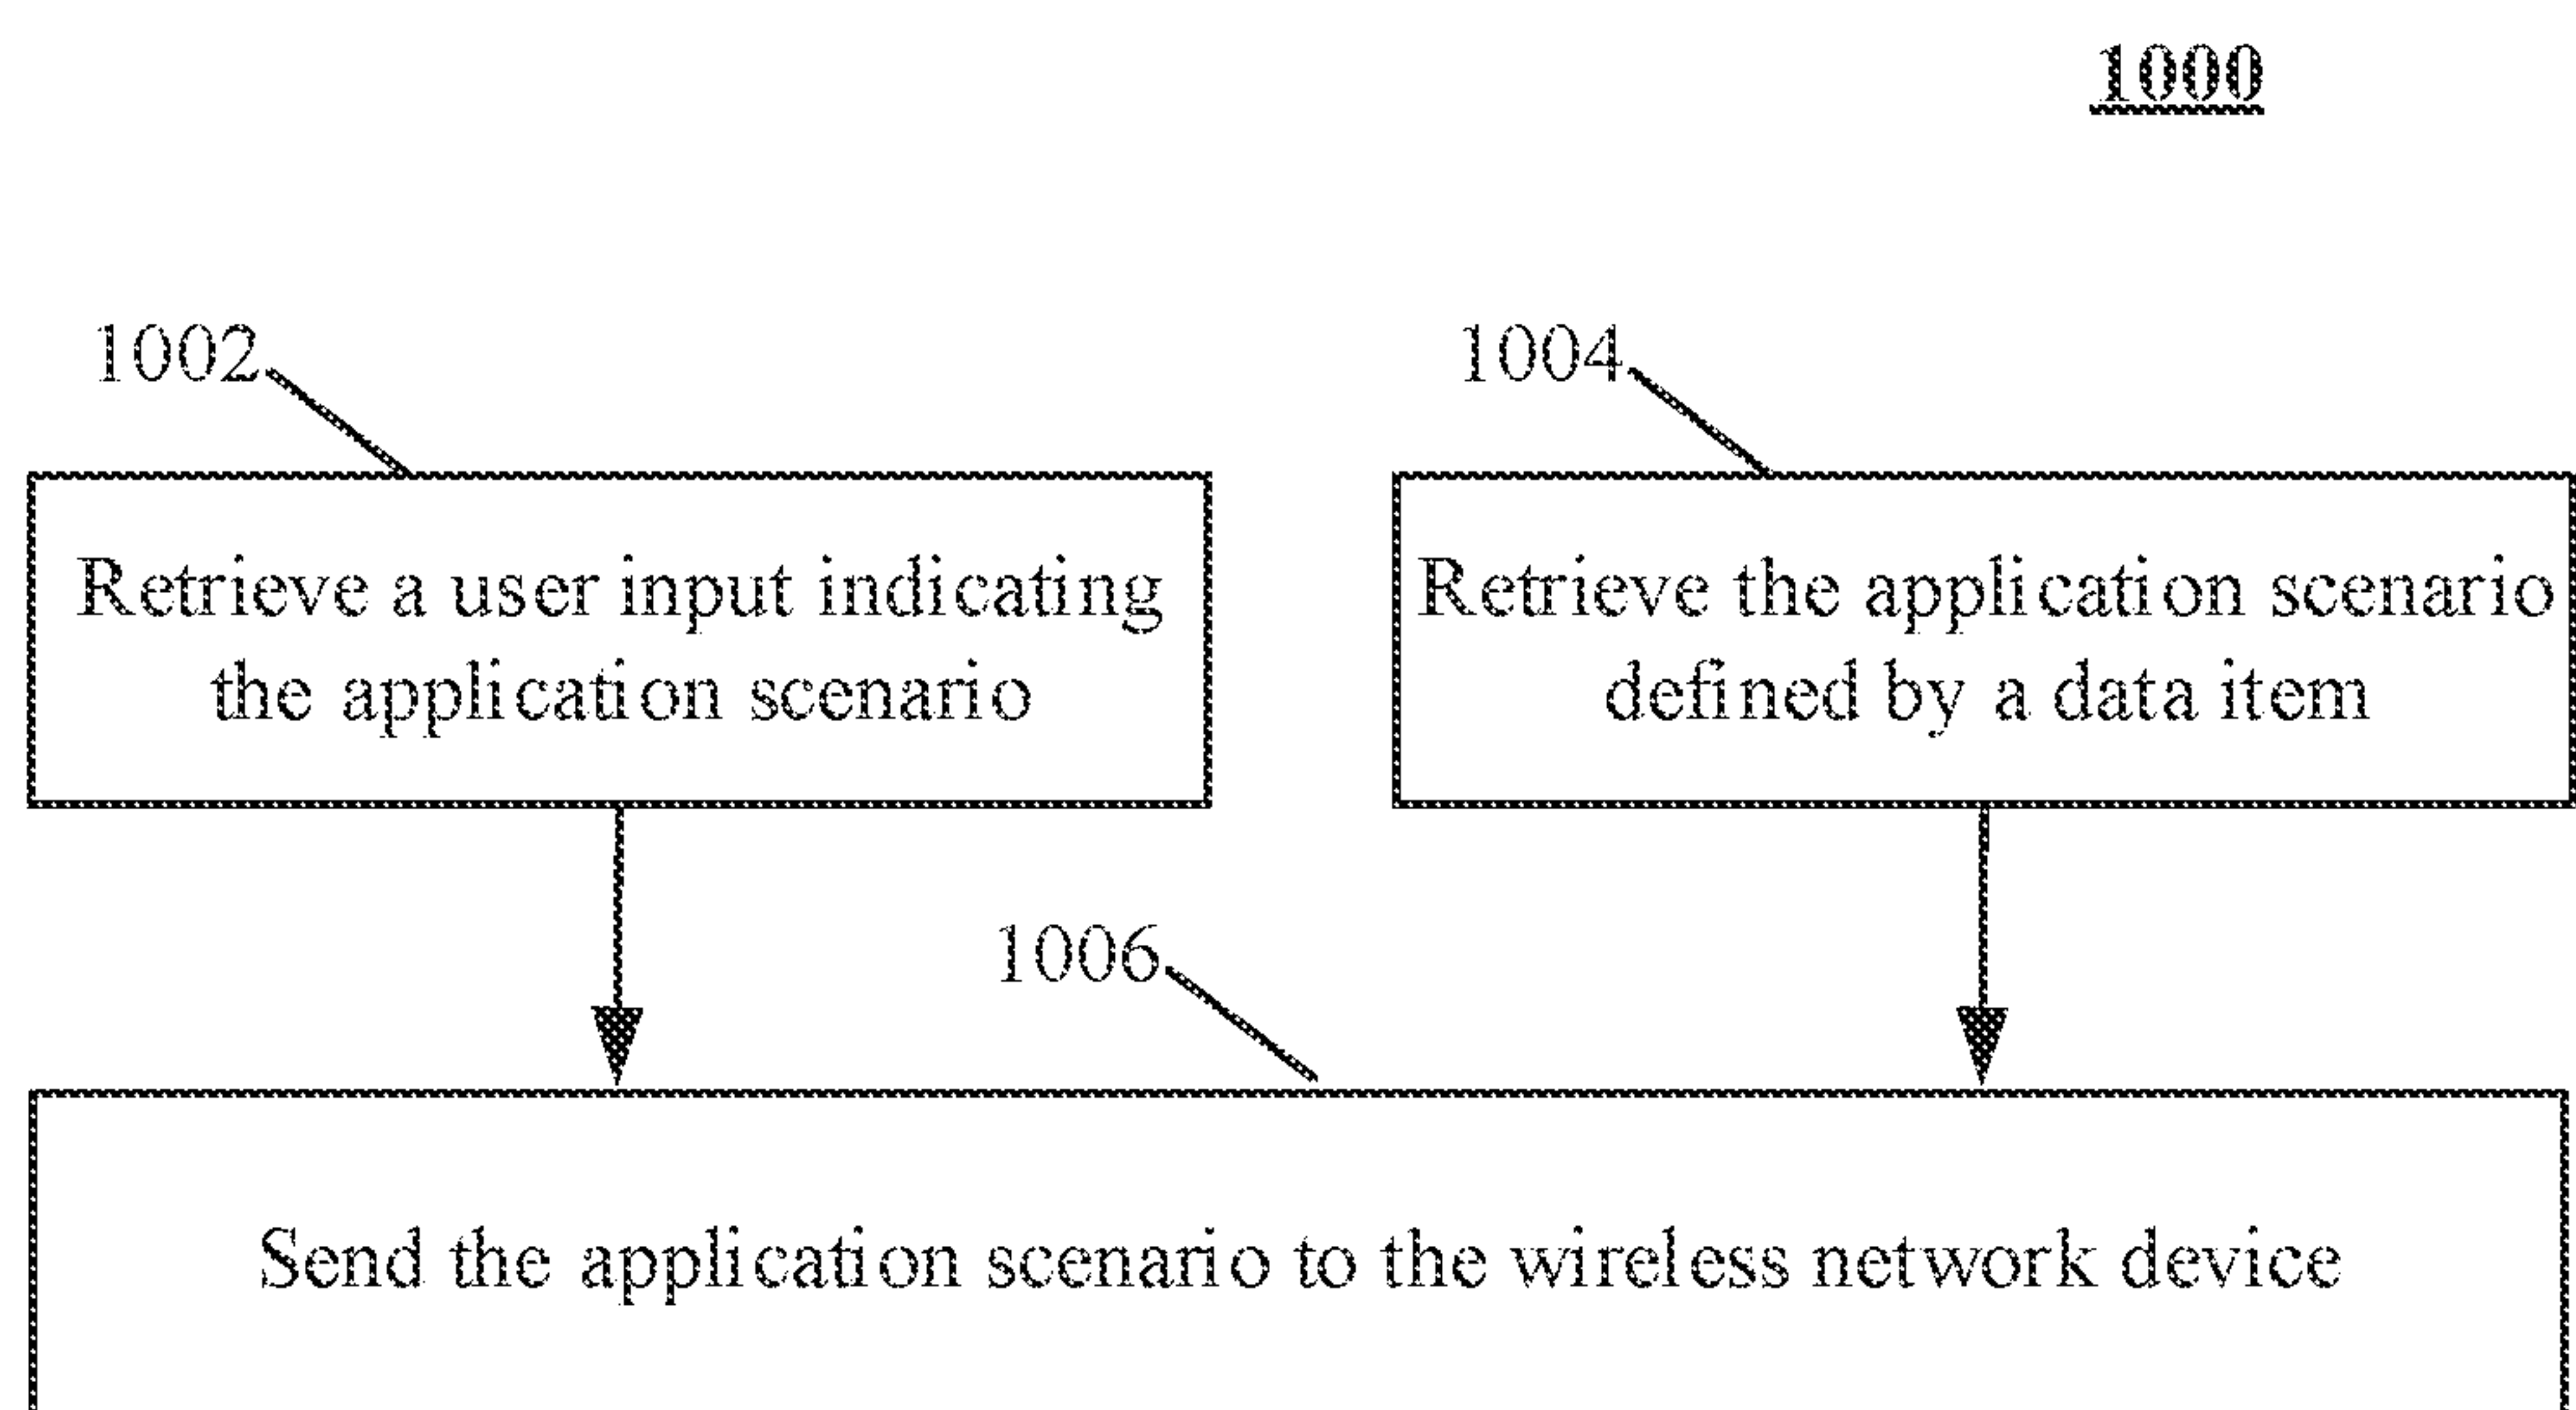 1000
1002
1004
Retrieve a user input indicating
the application scenario
Retrieve the application scenario
defined by a data item
1006
Send the application scenario to the wireless network device